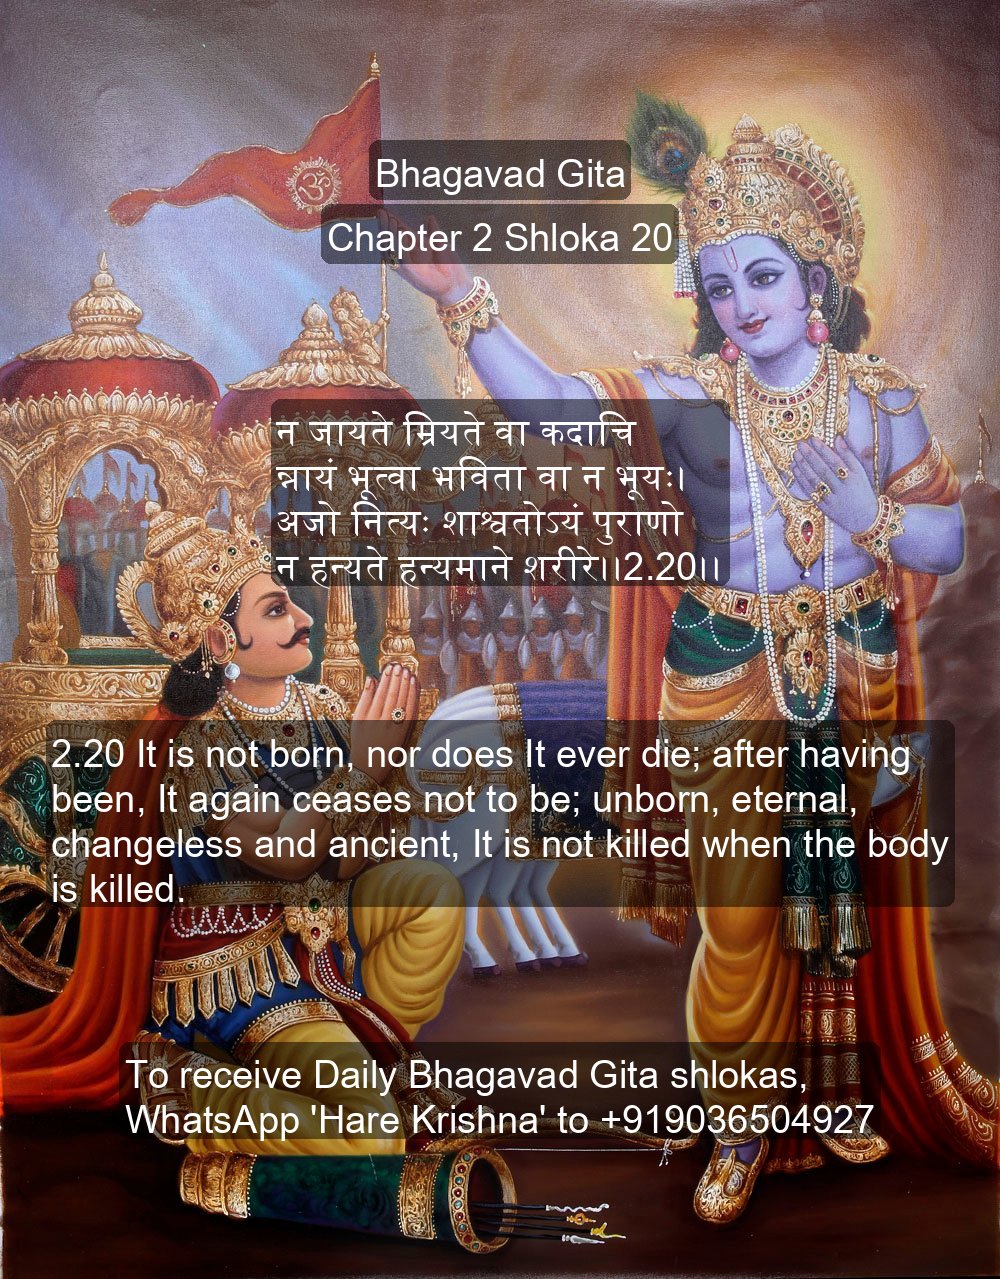 ॐ
Bhagavad Gita
Chapter 2 Shloka 20
न जायते म्रियते वा कदाचि
न्नायं भूत्वा भविता वा न भूयः।
अजो नित्यः शाश्वतोऽयं पुराणो
न हन्यते हन्यमाने शरीरे।।2.20।।
2.20 It is not born, nor does It ever die; after having
been, It again ceases not to be; unborn, eternal,
changeless and ancient, It is not killed when the body
is killed.
To receive Daily Bhagavad Gita shlokas,
WhatsApp 'Hare Krishna' to +919036504927